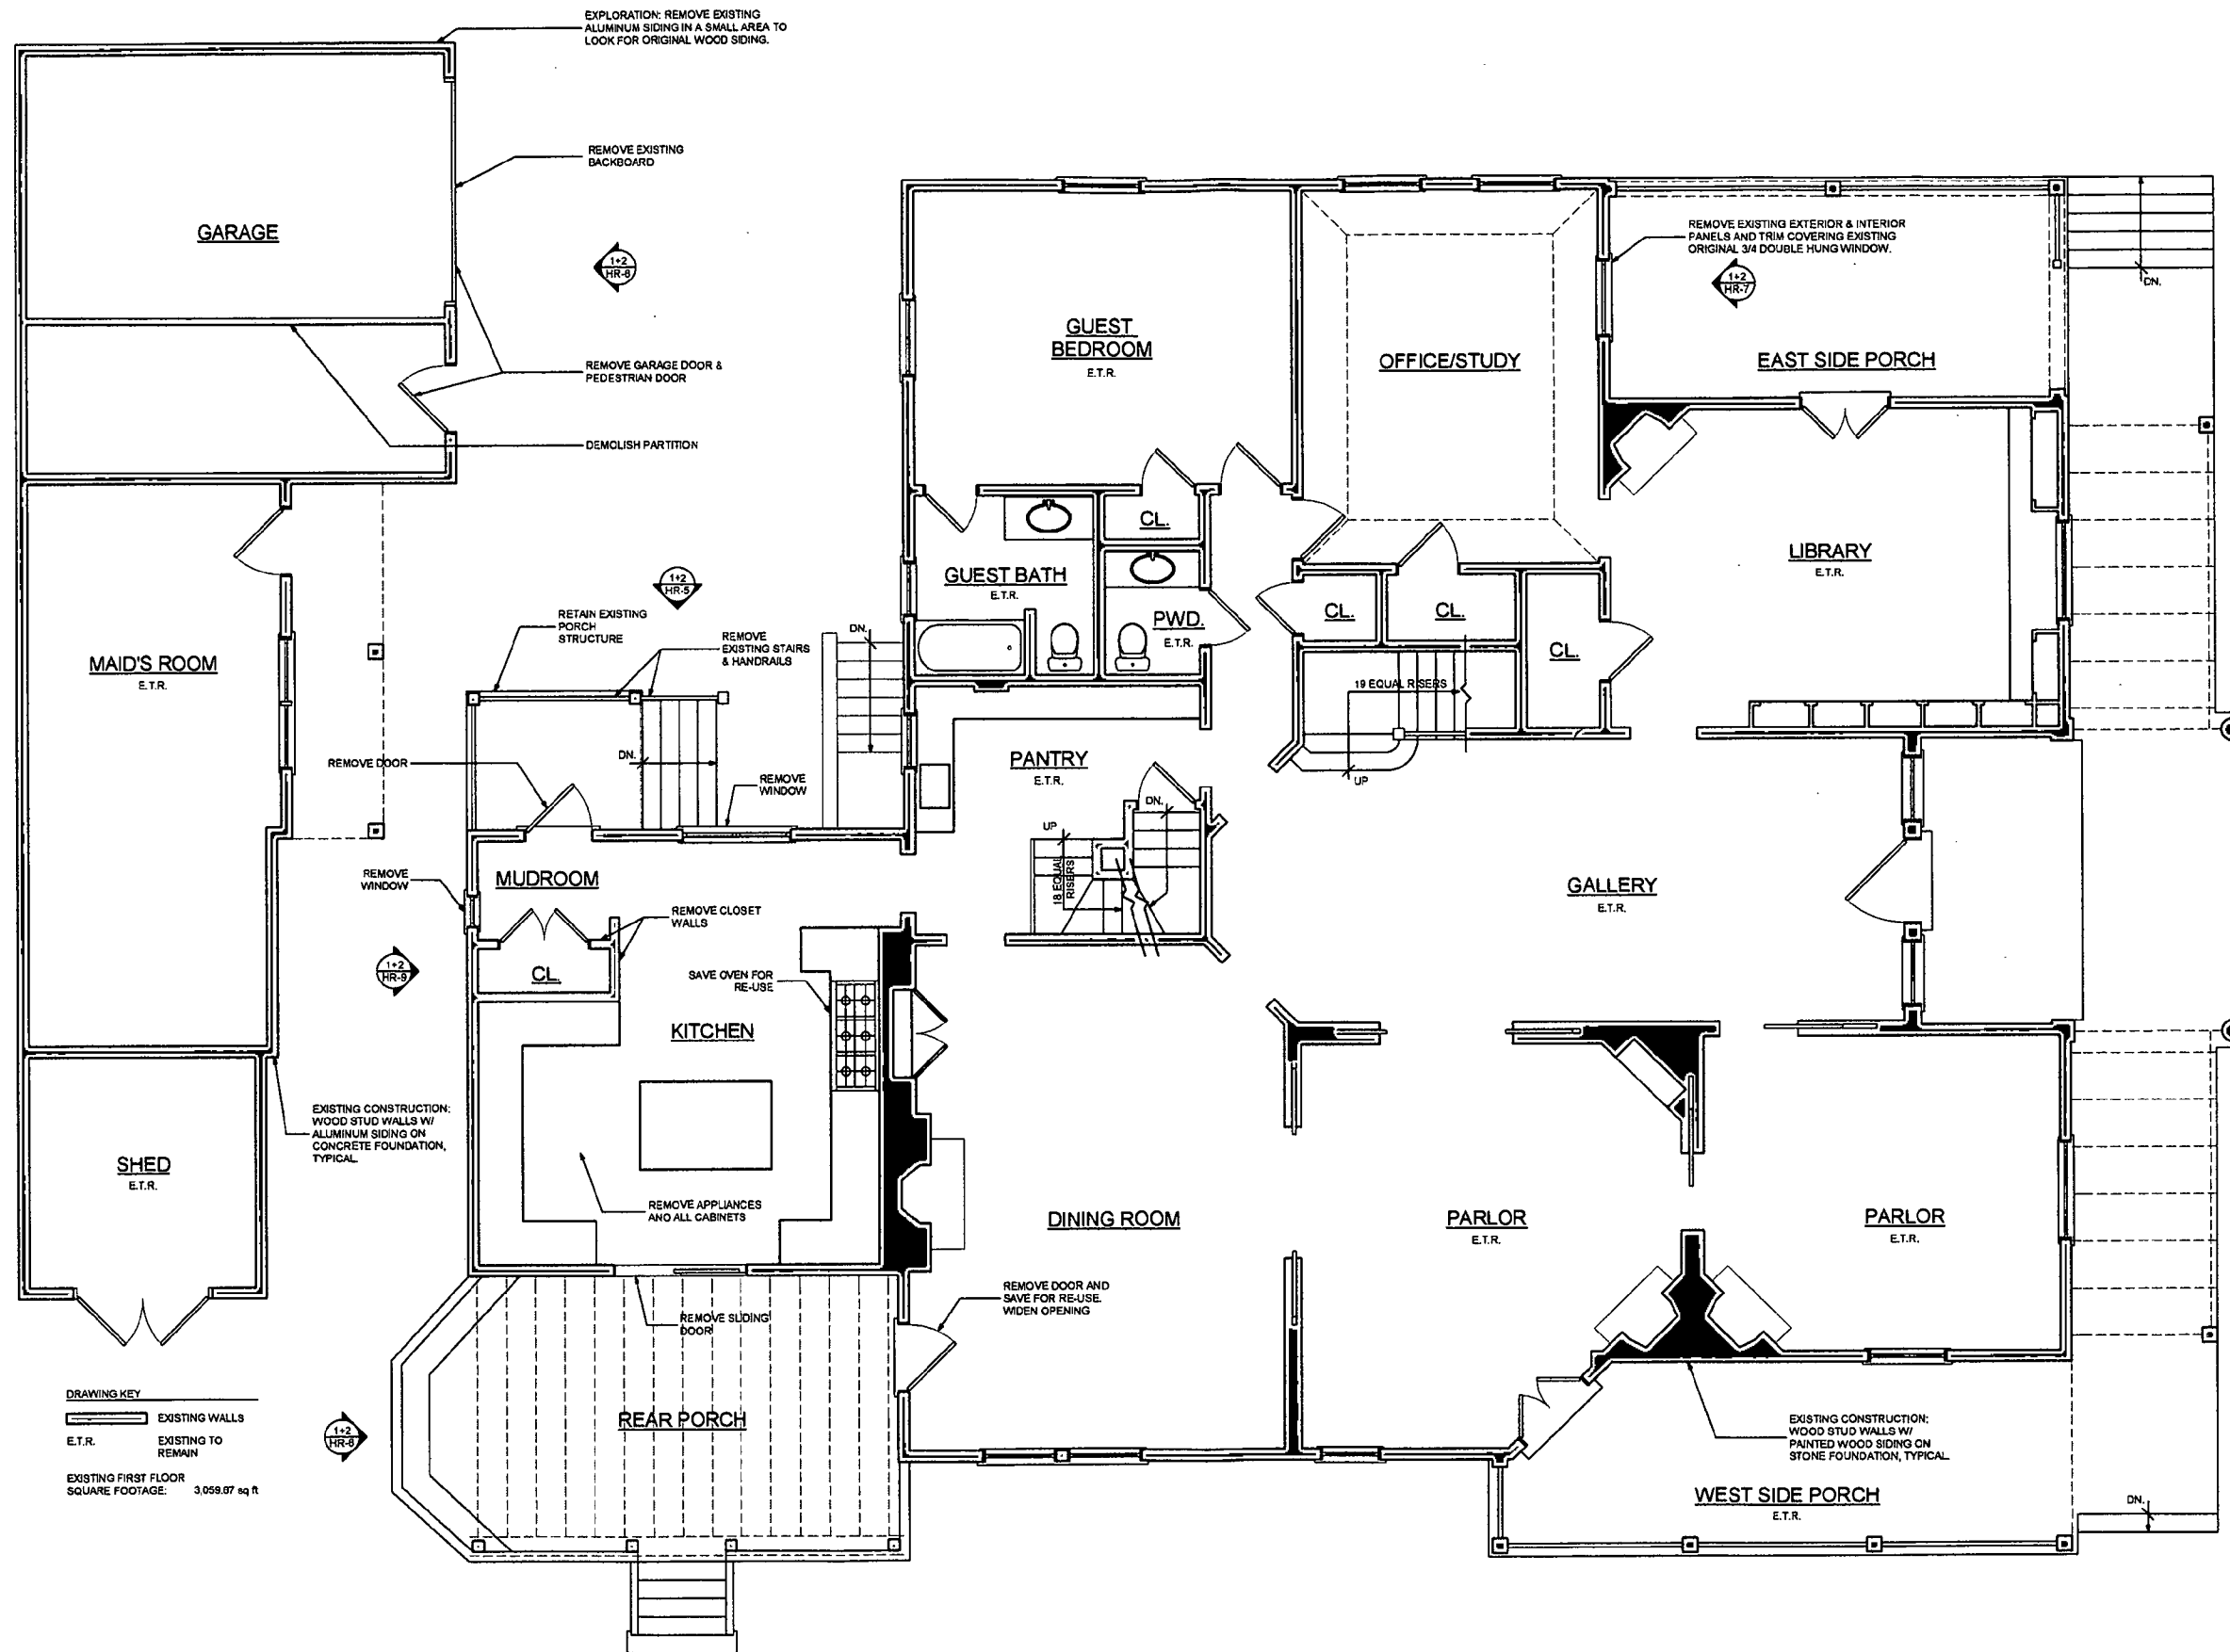 EXPLORATION: REMOVE EXISTING
ALUMINUM SIDING IN A SMALL AREA TO
LOOK FOR ORIGINAL WOOD SIDING.
REMOVE EXISTING
BACKBOARD
GARAGE
1+2
HR-8
REMOVE GARAGE DOOR &
PEDESTRIAN DOOR
DEMOLISH PARTITION
GUEST
BEDROOM
E.T.R.
OFFICE/STUDY
REMOVE EXISTING EXTERIOR & INTERIOR
PANELS AND TRIM COVERING EXISTING
ORIGINAL 3/4 DOUBLE HUNG WINDOW.
1+2
HR-7
EAST SIDE PORCH
DN.
LIBRARY
E.T.R.
CL.
GUEST BATH
E.T.R.
PWD.
E.T.R.
CL.
CL.
CL.
19 EQUAL RISERS
UP
1+2
HR-5
RETAIN EXISTING
PORCH
STRUCTURE
REMOVE
EXISTING STAIRS
& HANDRAILS
DN.
MAID'S ROOM
E.T.R.
DN.
REMOVE DOOR
REMOVE
WINDOW
PANTRY
E.T.R.
DN.
UP
18 EQUAL
RISERS
REMOVE
WINDOW
MUDROOM
REMOVE CLOSET
WALLS
CL.
1+2
HR-9
SAVE OVEN FOR
RE-USE
KITCHEN
GALLERY
E.T.R.
EXISTING CONSTRUCTION:
WOOD STUD WALLS W/
ALUMINUM SIDING ON
CONCRETE FOUNDATION,
TYPICAL.
SHED
E.T.R.
REMOVE APPLIANCES
AND ALL CABINETS
DINING ROOM
PARLOR
E.T.R.
PARLOR
E.T.R.
REMOVE SLIDING
DOOR
REMOVE DOOR AND
SAVE FOR RE-USE.
WIDEN OPENING
REAR PORCH
1+2
HR-6
DRAWING KEY
EXISTING WALLS
E.T.R. EXISTING TO
REMAIN
EXISTING FIRST FLOOR
SQUARE FOOTAGE: 3,059.87 sq ft
EXISTING CONSTRUCTION:
WOOD STUD WALLS W/
PAINTED WOOD SIDING ON
STONE FOUNDATION, TYPICAL
WEST SIDE PORCH
E.T.R.
DN.